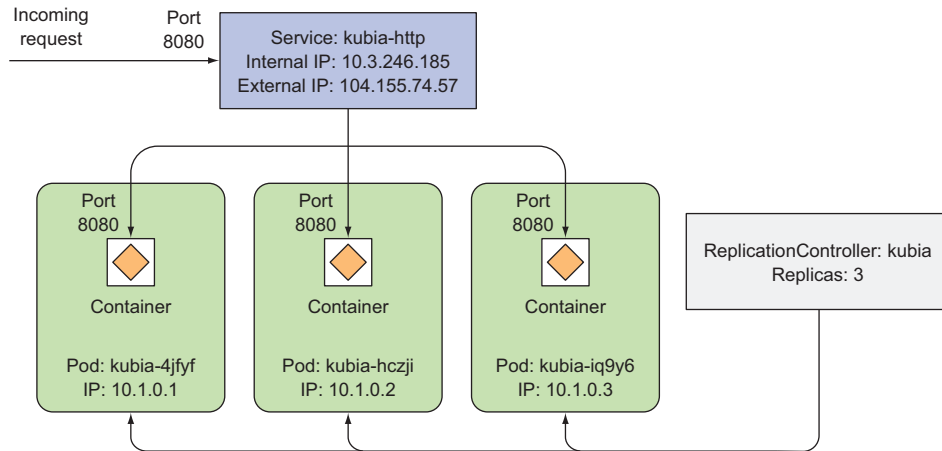 Incoming
request
Port
8080
Service: kubia-http
Internal IP: 10.3.246.185
External IP: 104.155.74.57
Port
8080
Container
Pod: kubia-4jfyf
IP: 10.1.0.1
Port
8080
Container
Pod: kubia-hczji
IP: 10.1.0.2
Port
8080
Container
Pod: kubia-iq9y6
IP: 10.1.0.3
ReplicationController: kubia
Replicas: 3